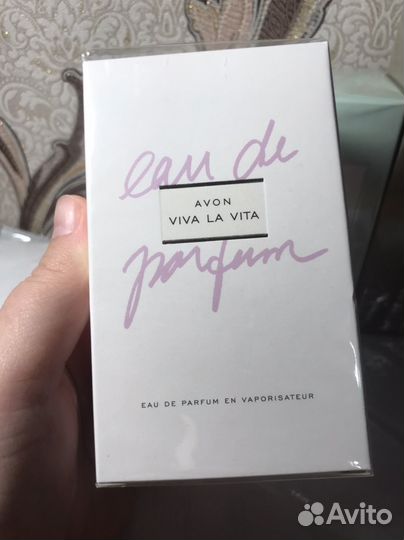 eau de
AVON
VIVA LA VITA
parfum
EAU DE PARFUM EN VAPORISATEUR
Avito